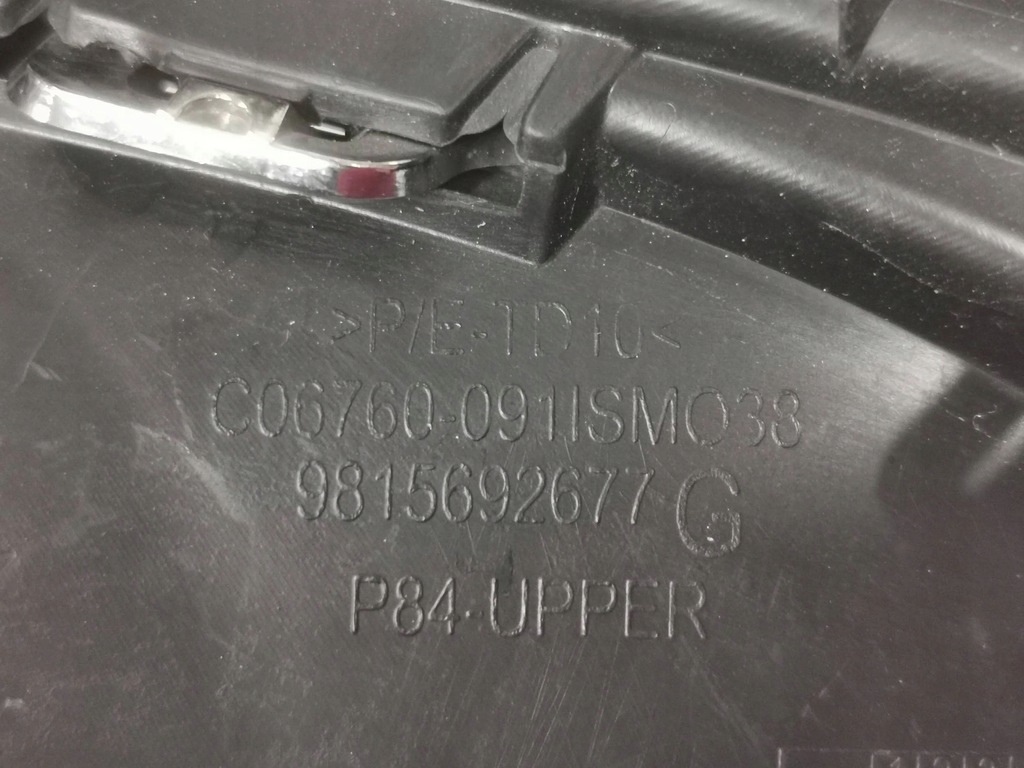 >P/E-TD10<
C06760-091ISMO38
9815692677 G
P84-UPPER